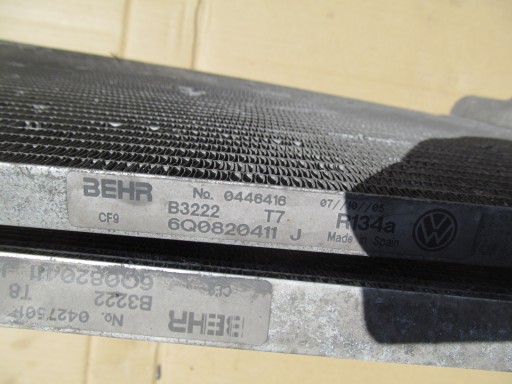 BEHR No. 0446416 07//10//05
CF9 B3222 T7. R134a
6Q0820411 J Made in Spain
6Q0820411 J
B3222 T8 CF9
No. 0427501 BEHR